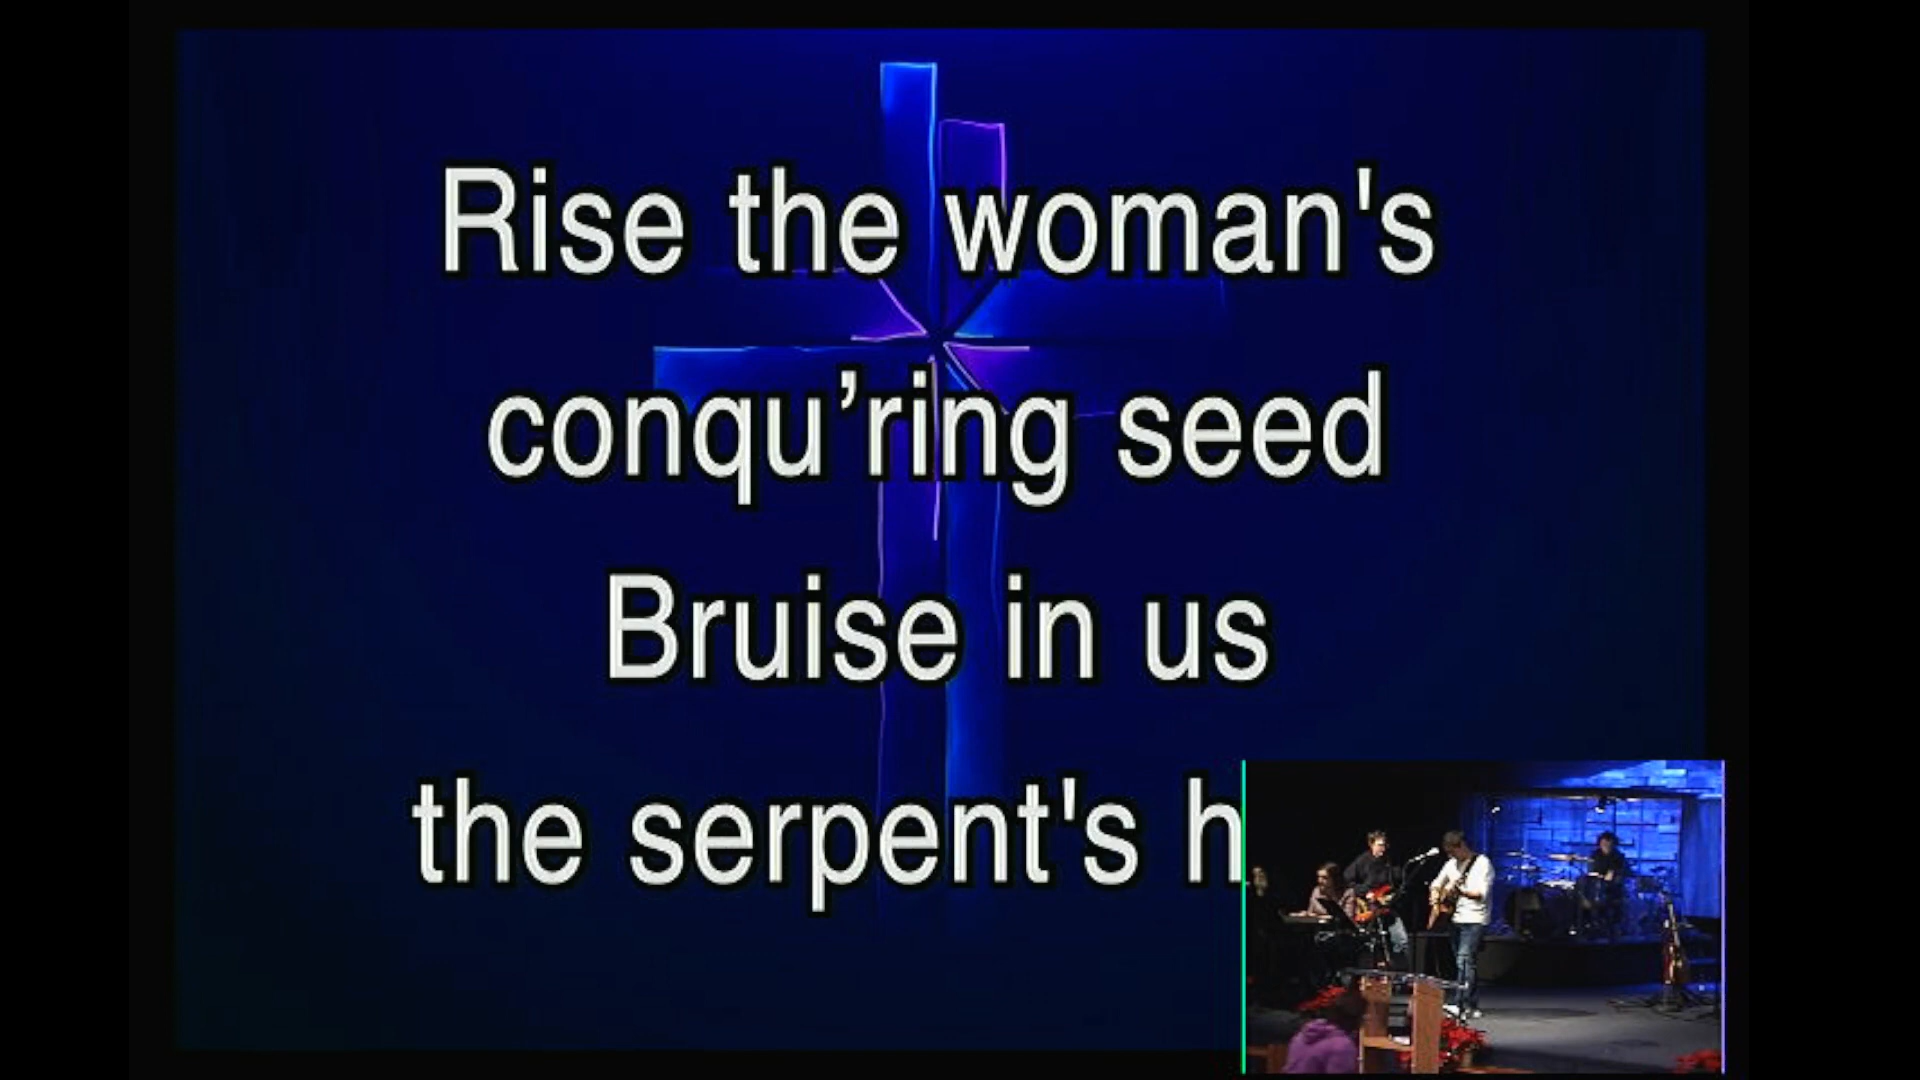 Rise the woman's
conqu’ring seed
Bruise in us
the serpent's